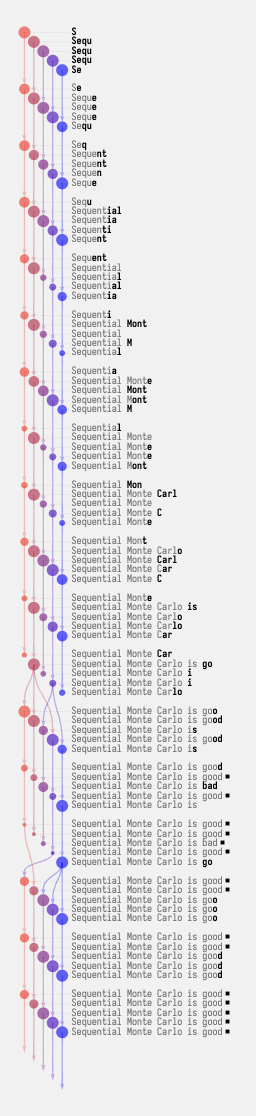 S
Sequ
Sequ
Sequ
Se
Se
Seque
Seque
Seque
Sequ
Seq
Sequent
Sequent
Sequen
Seque
Sequ
Sequential
Sequentia
Sequenti
Sequent
Sequent
Sequential
Sequential
Sequential
Sequentia
Sequenti
Sequential Mont
Sequential
Sequential M
Sequential
Sequentia
Sequential Monte
Sequential Mont
Sequential Mont
Sequential M
Sequential
Sequential Monte
Sequential Monte
Sequential Monte
Sequential Mont
Sequential Mon
Sequential Monte Carl
Sequential Monte
Sequential Monte C
Sequential Monte
Sequential Mont
Sequential Monte Carlo
Sequential Monte Carl
Sequential Monte Car
Sequential Monte C
Sequential Monte
Sequential Monte Carlo is
Sequential Monte Carlo
Sequential Monte Carlo
Sequential Monte Car
Sequential Monte Car
Sequential Monte Carlo is go
Sequential Monte Carlo i
Sequential Monte Carlo i
Sequential Monte Carlo
Sequential Monte Carlo is goo
Sequential Monte Carlo is good
Sequential Monte Carlo is
Sequential Monte Carlo is good
Sequential Monte Carlo is
Sequential Monte Carlo is good
Sequential Monte Carlo is good ▪
Sequential Monte Carlo is bad
Sequential Monte Carlo is good ▪
Sequential Monte Carlo is
Sequential Monte Carlo is good ▪
Sequential Monte Carlo is good ▪
Sequential Monte Carlo is bad ▪
Sequential Monte Carlo is good ▪
Sequential Monte Carlo is go
Sequential Monte Carlo is good ▪
Sequential Monte Carlo is good ▪
Sequential Monte Carlo is goo
Sequential Monte Carlo is goo
Sequential Monte Carlo is goo
Sequential Monte Carlo is good ▪
Sequential Monte Carlo is good ▪
Sequential Monte Carlo is good
Sequential Monte Carlo is good
Sequential Monte Carlo is good
Sequential Monte Carlo is good ▪
Sequential Monte Carlo is good ▪
Sequential Monte Carlo is good ▪
Sequential Monte Carlo is good ▪
Sequential Monte Carlo is good ▪